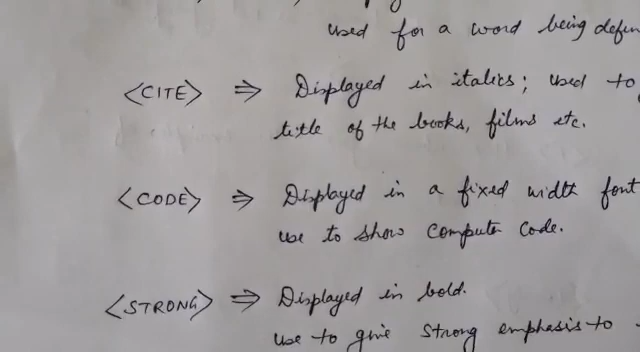 used for a word being defin
<CITE> ⇒ Displayed in italics; used to
title of the books, films etc.
<CODE> ⇒ Displayed in a fixed width font
use to show computer code.
<STRONG> ⇒ Displayed in bold.
use to give strong emphasis to